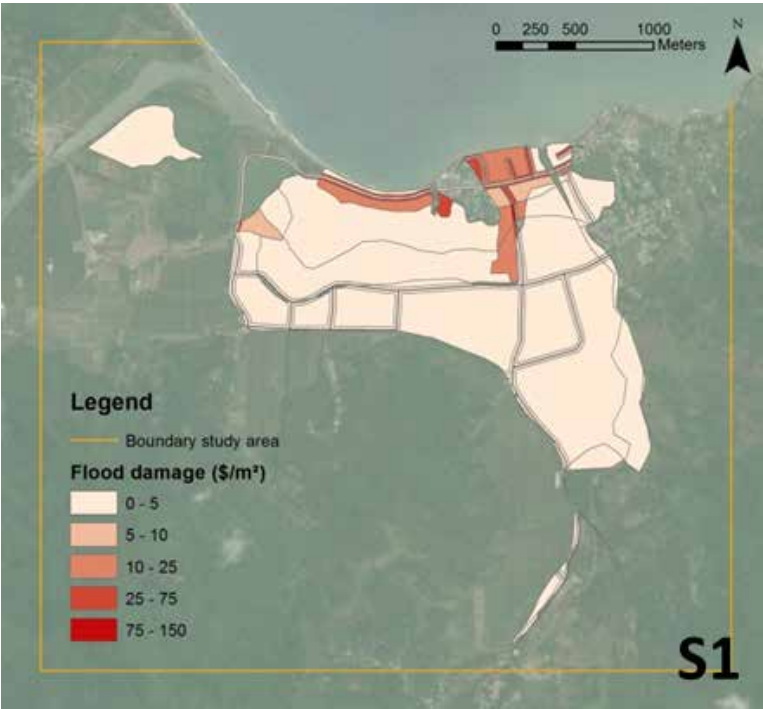 N
0 250 500 1000
Meters
Legend
Boundary study area
Flood damage ($/m²)
0 - 5
5 - 10
10 - 25
25 - 75
75 - 150
S1